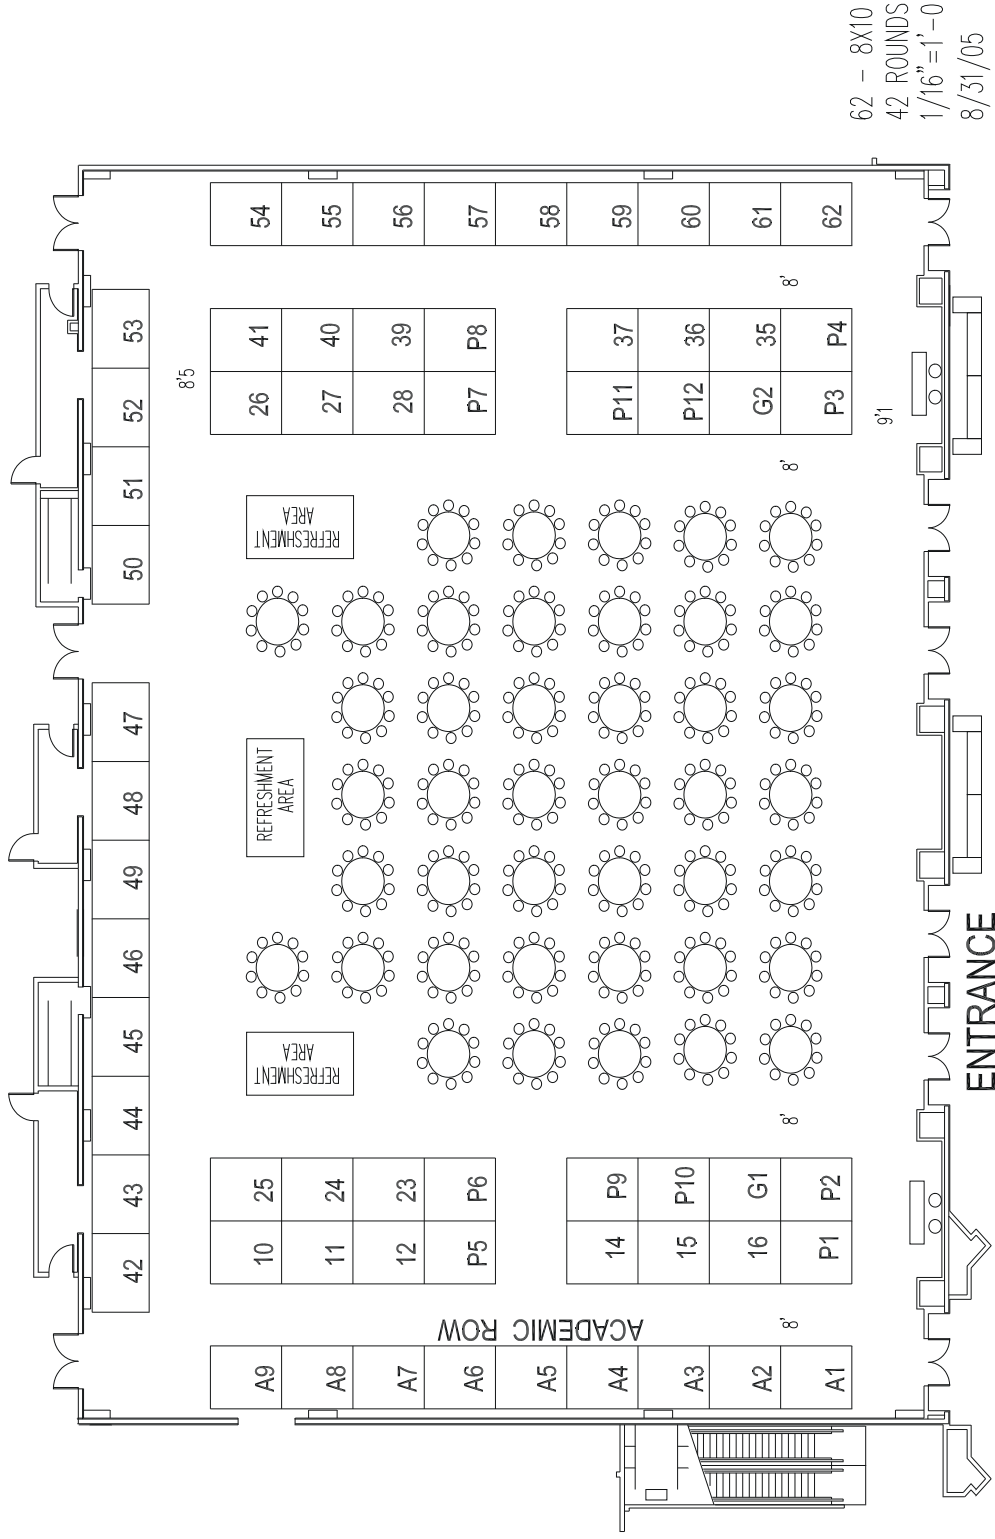 62 - 8X10
42 ROUNDS
1/16"=1'-0
8/31/05
54
55
56
57
58
59
60
61
62
8'
53
52
51
50
8'5
41
40
39
P8
26
27
28
P7
37
36
35
P4
P11
P12
G2
P3
9'1
8'
REFRESHMENT
AREA
47
48
49
46
45
44
43
42
REFRESHMENT
AREA
REFRESHMENT
AREA
ENTRANCE
8'
25
24
23
P6
10
11
12
P5
P9
P10
G1
P2
14
15
16
P1
ACADEMIC ROW
8'
A9
A8
A7
A6
A5
A4
A3
A2
A1